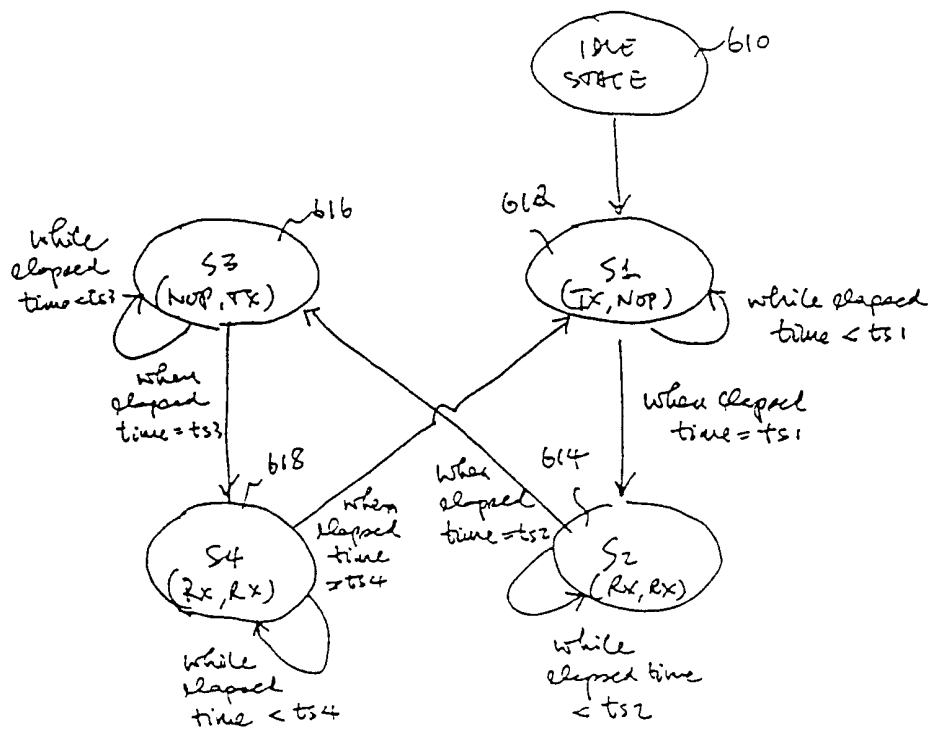 IDLE
STATE
610
612
S1
(TX, NOP)
while elapsed
time < ts1
when elapsed
time = ts1
616
S3
(NOP, TX)
while
elapsed
time < ts3
when
elapsed
time = ts3
618
S4
(RX, RX)
when
elapsed
time
= ts4
while
elapsed
time < ts4
when
elapsed
time = ts2
614
S2
(RX, RX)
while
elapsed time
< ts2